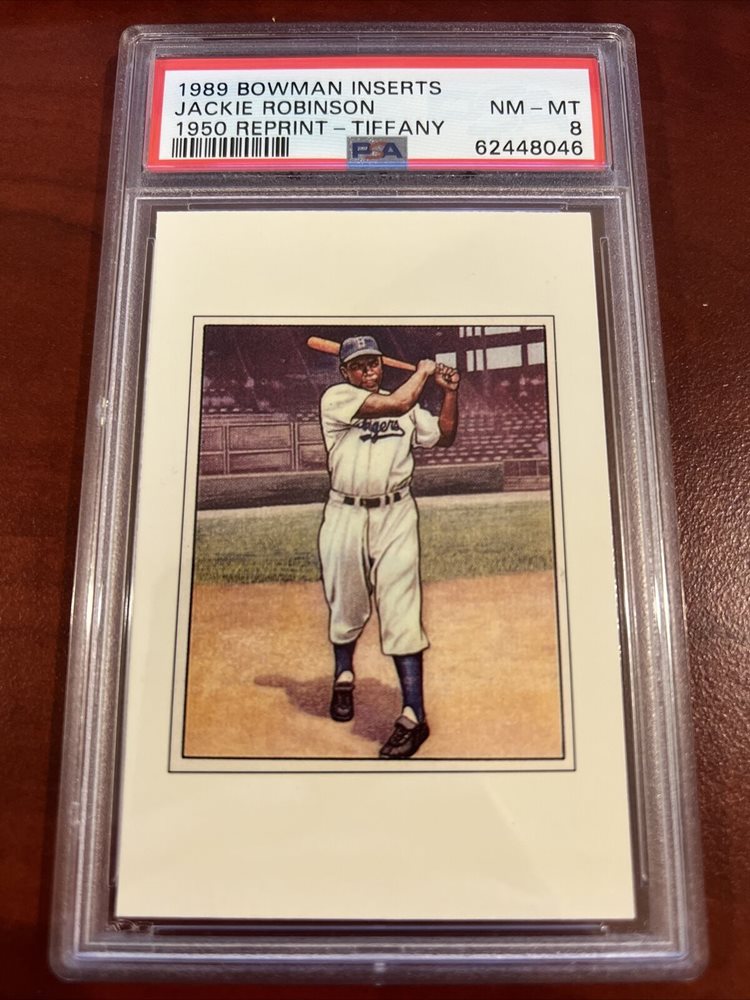 1989 BOWMAN INSERTS
JACKIE ROBINSON NM – MT
1950 REPRINT – TIFFANY 8
PSA 62448046
B
Dodgers